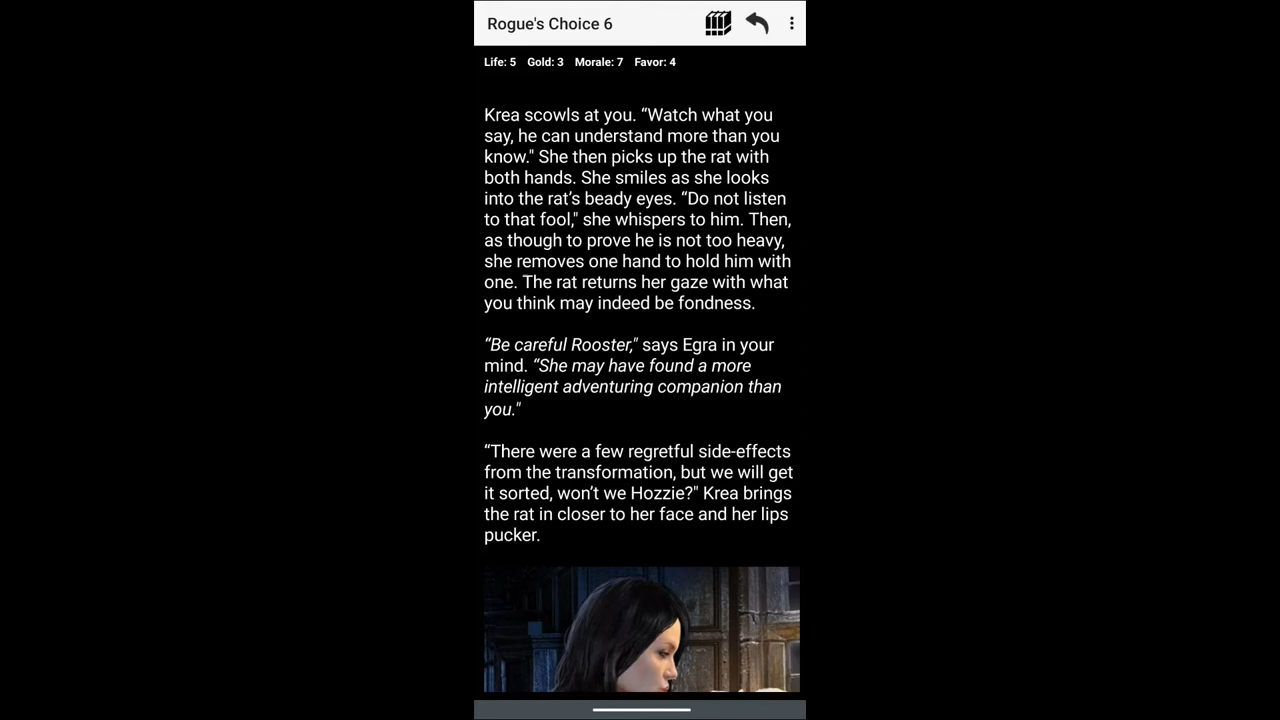 Rogue's Choice 6
Life: 5 Gold: 3 Morale: 7 Favor: 4
Krea scowls at you. “Watch what you
say, he can understand more than you
know." She then picks up the rat with
both hands. She smiles as she looks
into the rat’s beady eyes. “Do not listen
to that fool," she whispers to him. Then,
as though to prove he is not too heavy,
she removes one hand to hold him with
one. The rat returns her gaze with what
you think may indeed be fondness.
“Be careful Rooster," says Egra in your
mind. “She may have found a more
intelligent adventuring companion than
you."
“There were a few regretful side-effects
from the transformation, but we will get
it sorted, won’t we Hozzie?" Krea brings
the rat in closer to her face and her lips
pucker.